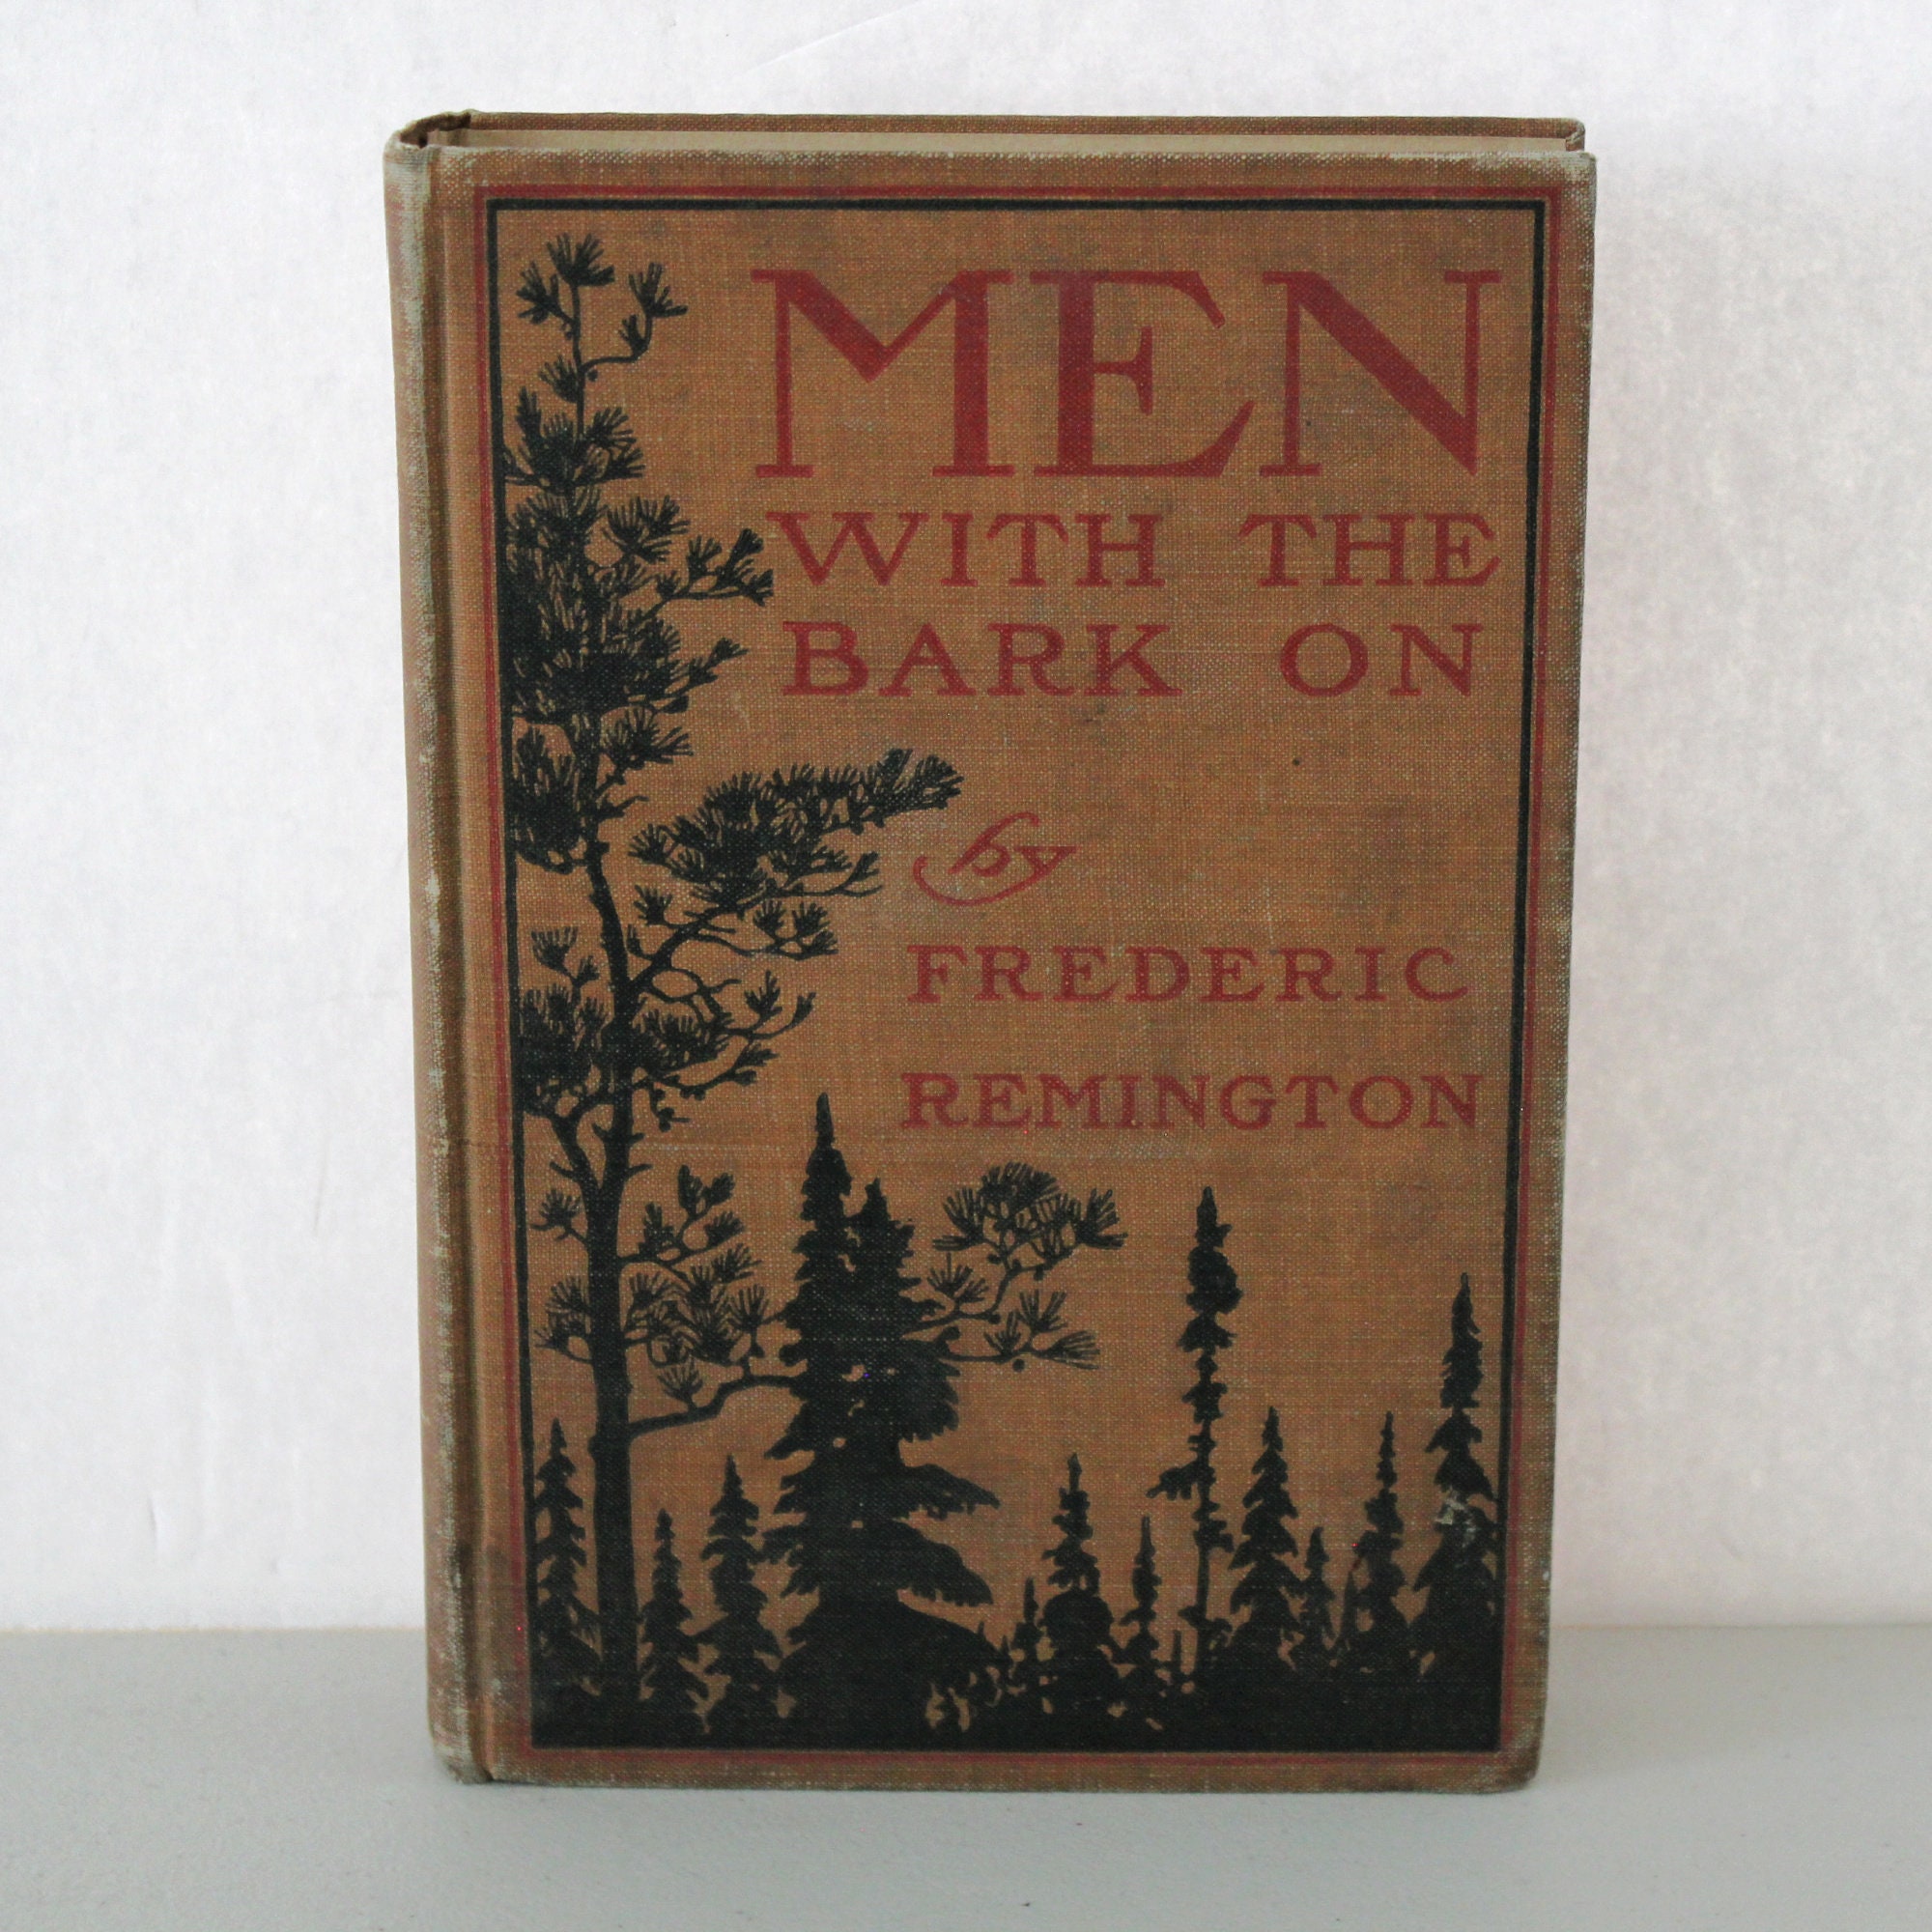 MEN
WITH THE
BARK ON
by
FREDERIC
REMINGTON